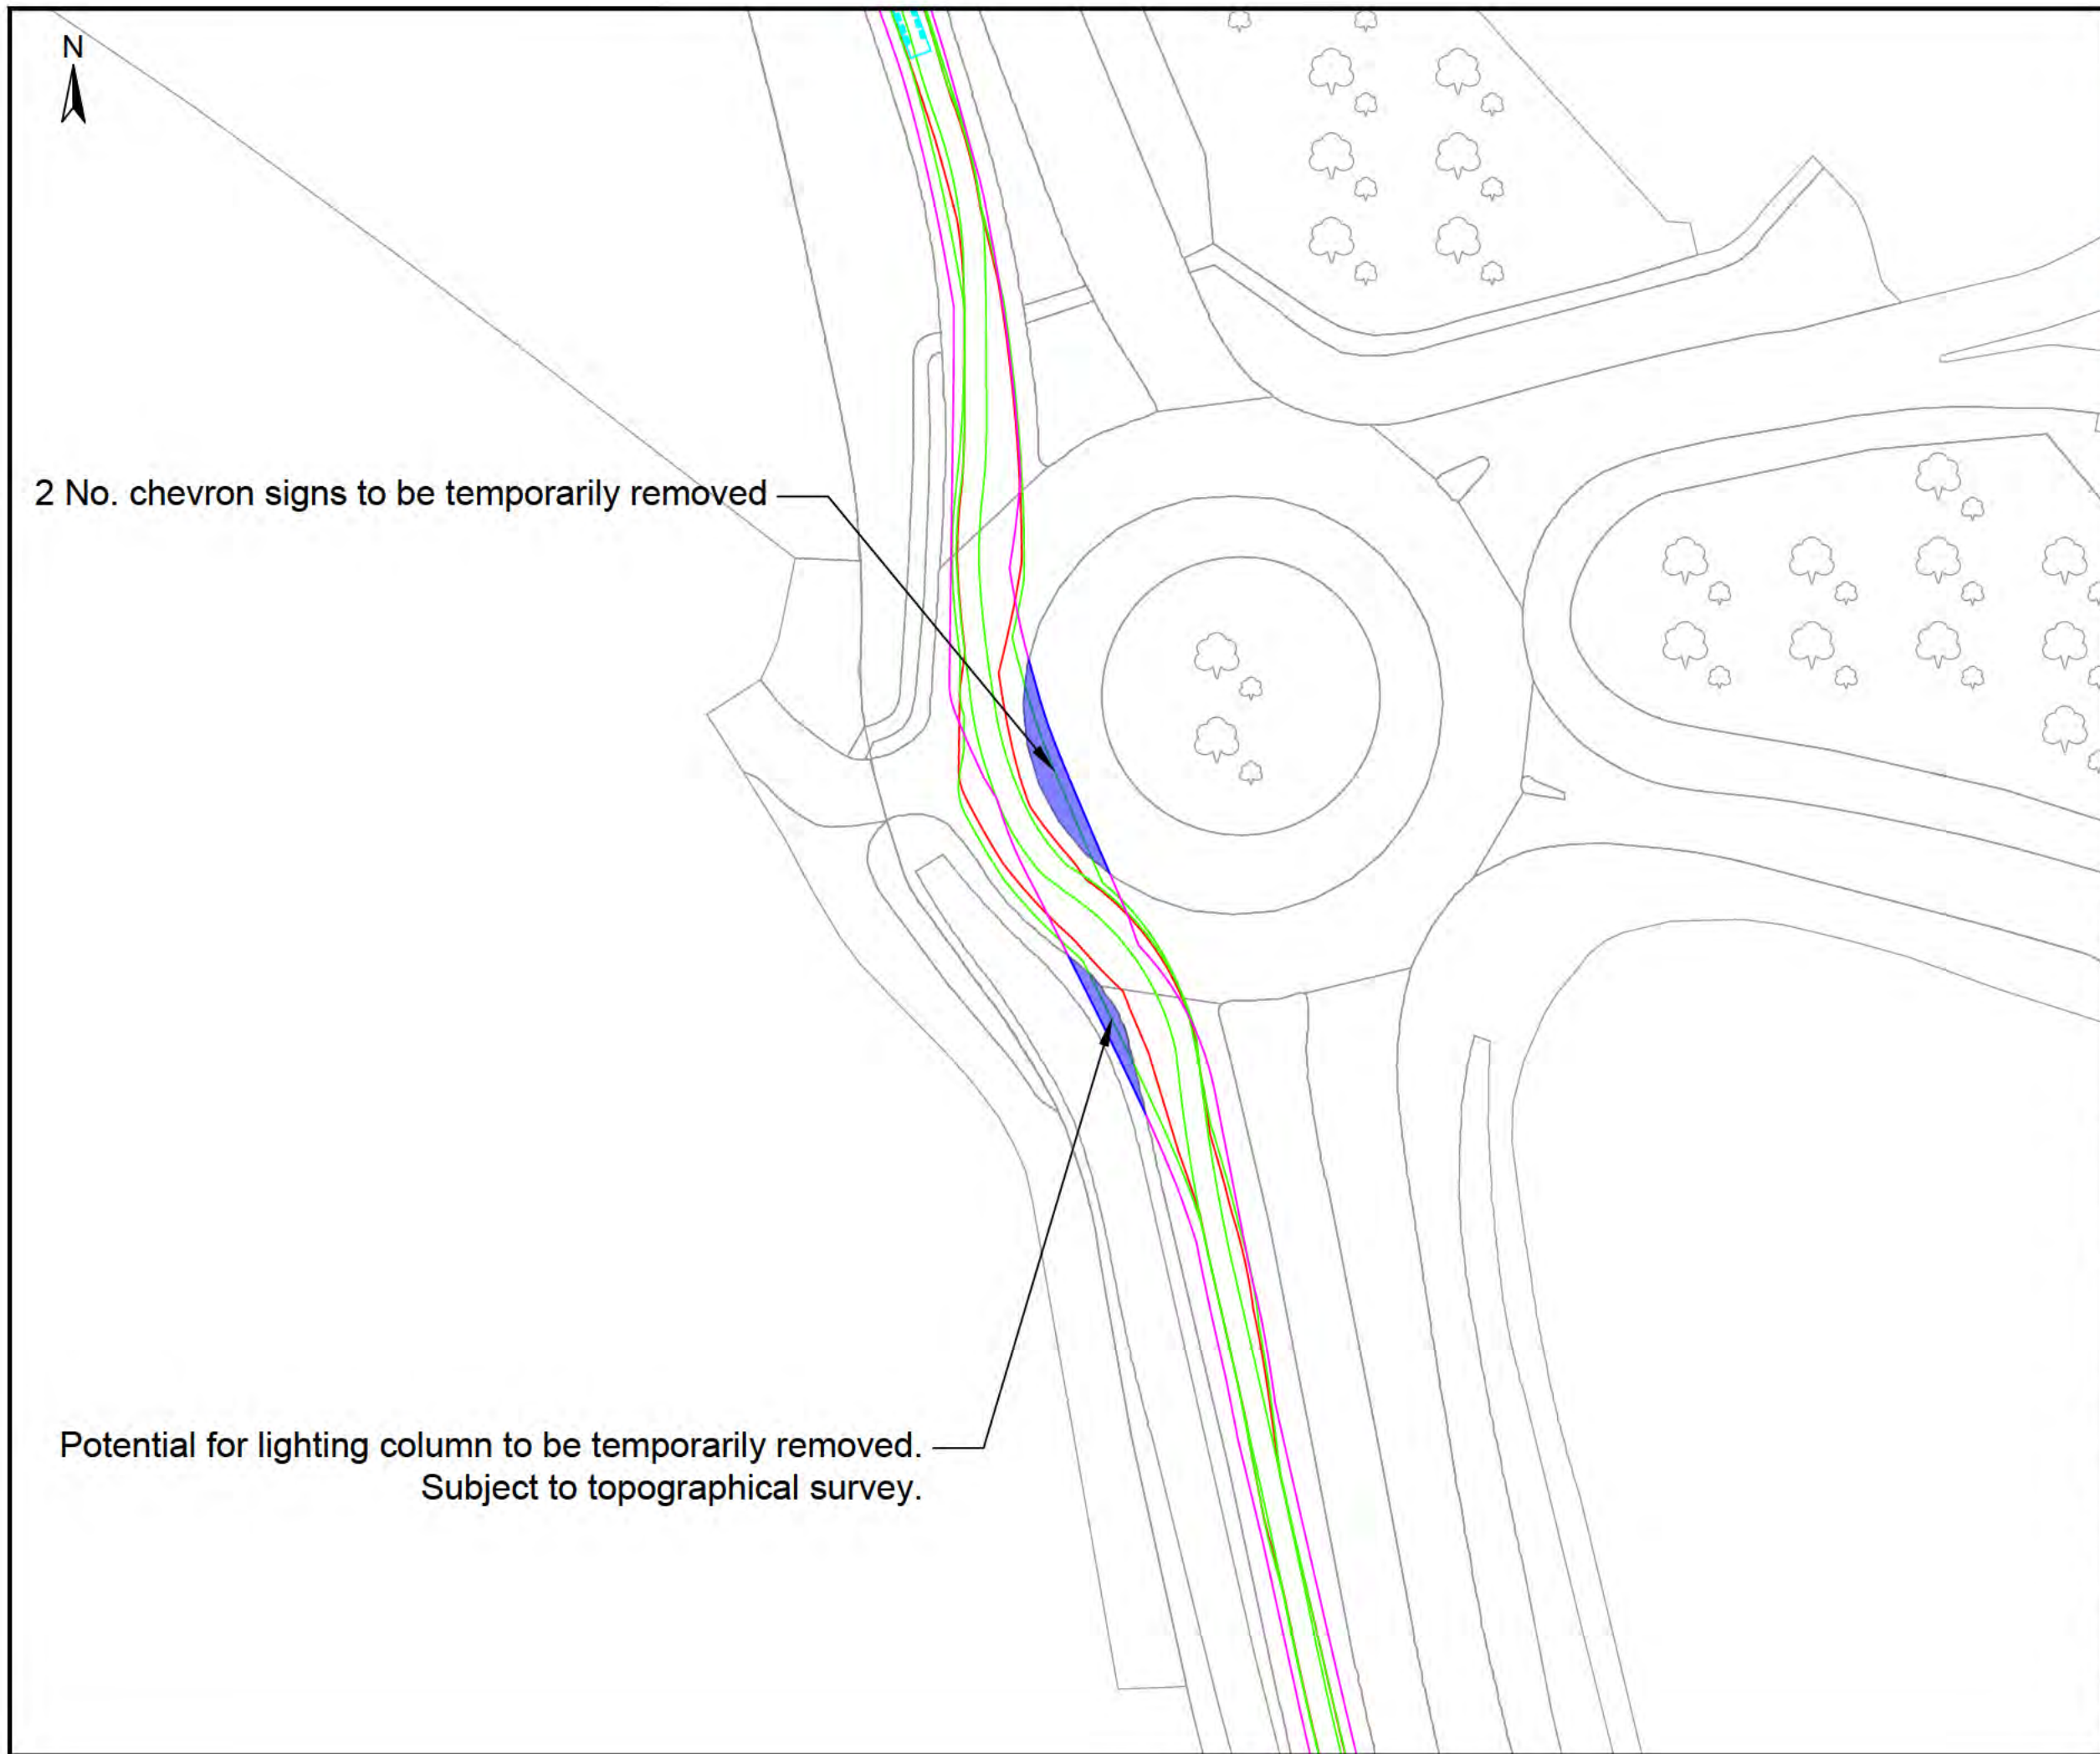 N
2 No. chevron signs to be temporarily removed
Potential for lighting column to be temporarily removed.
Subject to topographical survey.